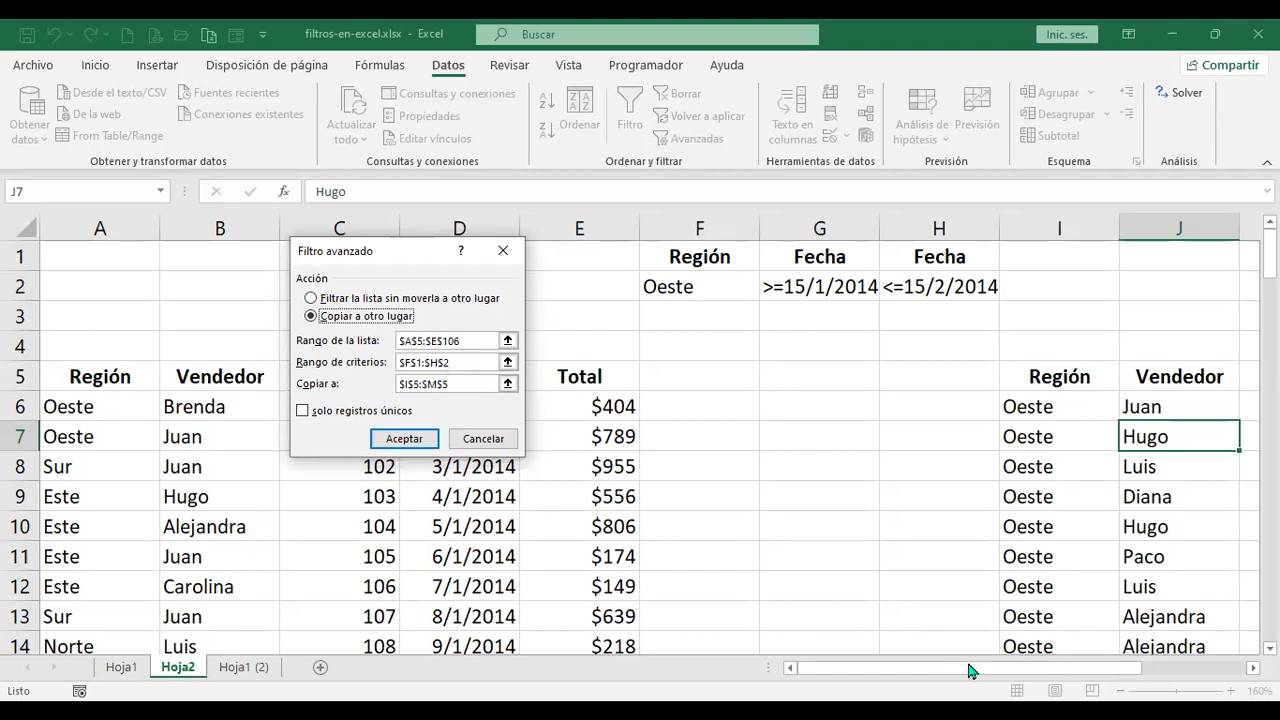 filtros-en-excel.xlsx - Excel
Buscar
Inic. ses.
Archivo Inicio Insertar Disposición de página Fórmulas Datos Revisar Vista Programador Ayuda
Compartir
Obtener datos
Desde el texto/CSV
De la web
From Table/Range
Fuentes recientes
Conexiones existentes
Obtener y transformar datos
Actualizar todo
Consultas y conexiones
Propiedades
Editar vínculos
Consultas y conexiones
Ordenar
Filtro
Borrar
Volver a aplicar
Avanzadas
Ordenar y filtrar
Texto en columnas
Herramientas de datos
Análisis de hipótesis
Previsión
Previsión
Agrupar
Desagrupar
Subtotal
Esquema
Solver
Análisis
J7 fx Hugo
A B C D E F G H I J
1 Región Fecha Fecha
2 Oeste >=15/1/2014 <=15/2/2014
3
4
5 Región Vendedor Total Región Vendedor
6 Oeste Brenda $404 Oeste Juan
7 Oeste Juan $789 Oeste Hugo
8 Sur Juan 102 3/1/2014 $955 Oeste Luis
9 Este Hugo 103 4/1/2014 $556 Oeste Diana
10 Este Alejandra 104 5/1/2014 $806 Oeste Hugo
11 Este Juan 105 6/1/2014 $174 Oeste Paco
12 Este Carolina 106 7/1/2014 $149 Oeste Luis
13 Sur Juan 107 8/1/2014 $639 Oeste Alejandra
14 Norte Luis 108 9/1/2014 $218 Oeste Alejandra
Filtro avanzado ?
Acción
Filtrar la lista sin moverla a otro lugar
Copiar a otro lugar
Rango de la lista: $A$5:$E$106
Rango de criterios: $F$1:$H$2
Copiar a: $I$5:$M$5
Solo registros únicos
Aceptar Cancelar
Hoja1 Hoja2 Hoja1 (2)
Listo
160%